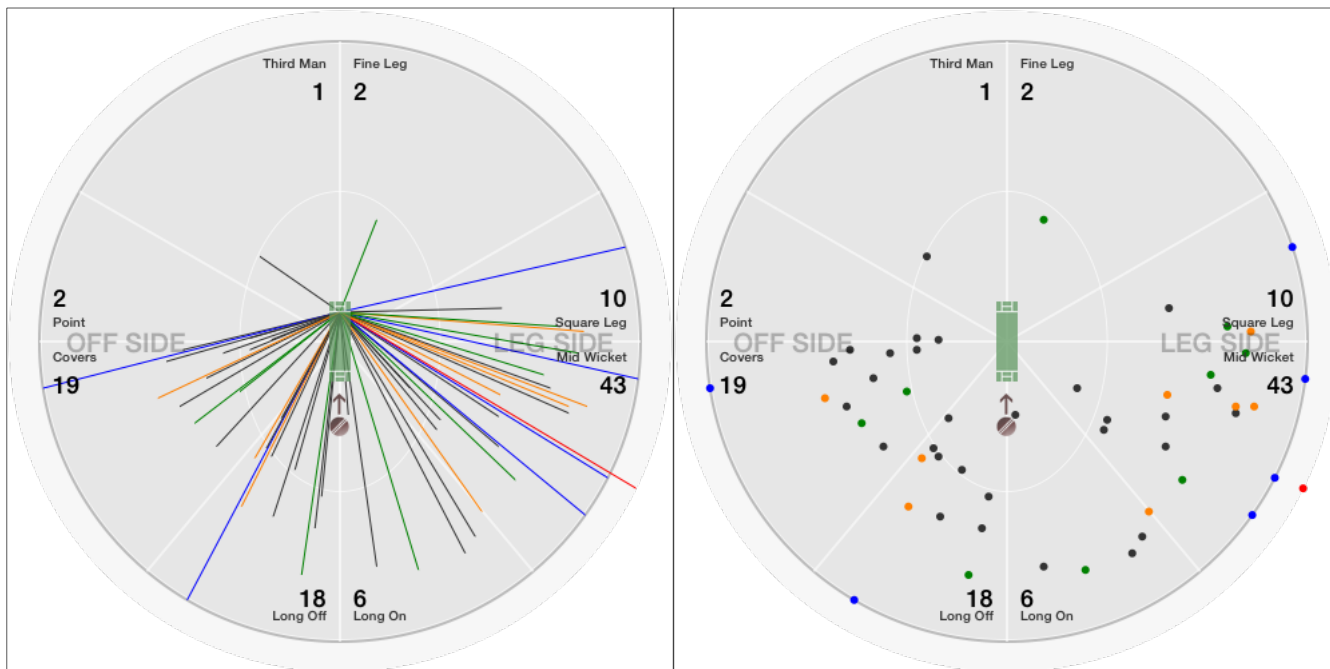 Third Man Fine Leg
1 2
2 10
Point Square Leg
OFF SIDE LEG SIDE
Covers Mid Wicket
19 43
18 6
Long Off Long On
Third Man Fine Leg
1 2
2 10
Point Square Leg
OFF SIDE LEG SIDE
Covers Mid Wicket
19 43
18 6
Long Off Long On